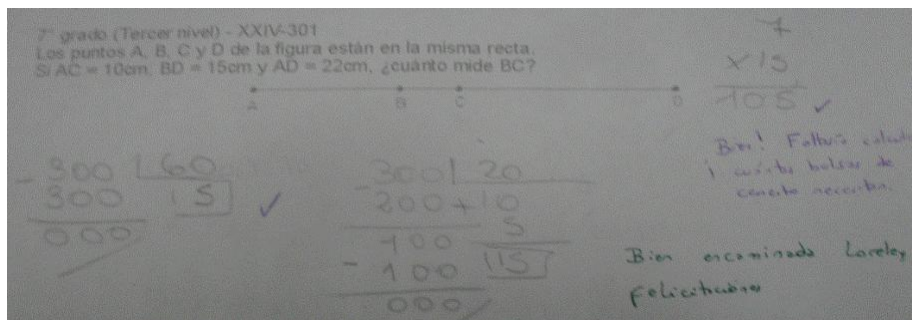 7° grado (Tercer nivel) - XXIV-301
Los puntos A, B, C y D de la figura están en la misma recta.
Si AC = 10cm, BD = 15cm y AD = 22cm, ¿cuánto mide BC?
A B C D
7
x 15
105 ✓
Bien! Faltaría
cuántas bolsas de
cemento necesitan.
- 300 | 60
300 5 ✓
000
- 300 | 20
200 + 10
100 5
- 100 15
000
Bien encaminada Loreley
felicitaciones